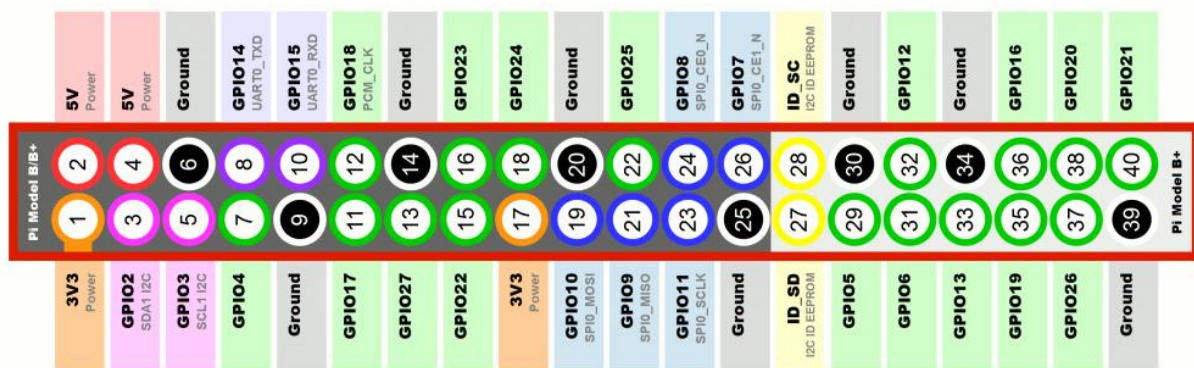 5V
Power
5V
Power
Ground
GPIO14
UART0_TXD
GPIO15
UART0_RXD
GPIO18
PCM_CLK
Ground
GPIO23
GPIO24
Ground
GPIO25
GPIO8
SPI0_CE0_N
GPIO7
SPI0_CE1_N
ID_SC
I2C ID EEPROM
Ground
GPIO12
Ground
GPIO16
GPIO20
GPIO21
Pi Model B/B+
2 4 6 8 10 12 14 16 18 20 22 24 26 28 30 32 34 36 38 40
1 3 5 7 9 11 13 15 17 19 21 23 25 27 29 31 33 35 37 39
Pi Model B+
3V3
Power
GPIO2
SDA1 I2C
GPIO3
SCL1 I2C
GPIO4
Ground
GPIO17
GPIO27
GPIO22
3V3
Power
GPIO10
SPI0_MOSI
GPIO9
SPI0_MISO
GPIO11
SPI0_SCLK
Ground
ID_SD
I2C ID EEPROM
GPIO5
GPIO6
GPIO13
GPIO19
GPIO26
Ground